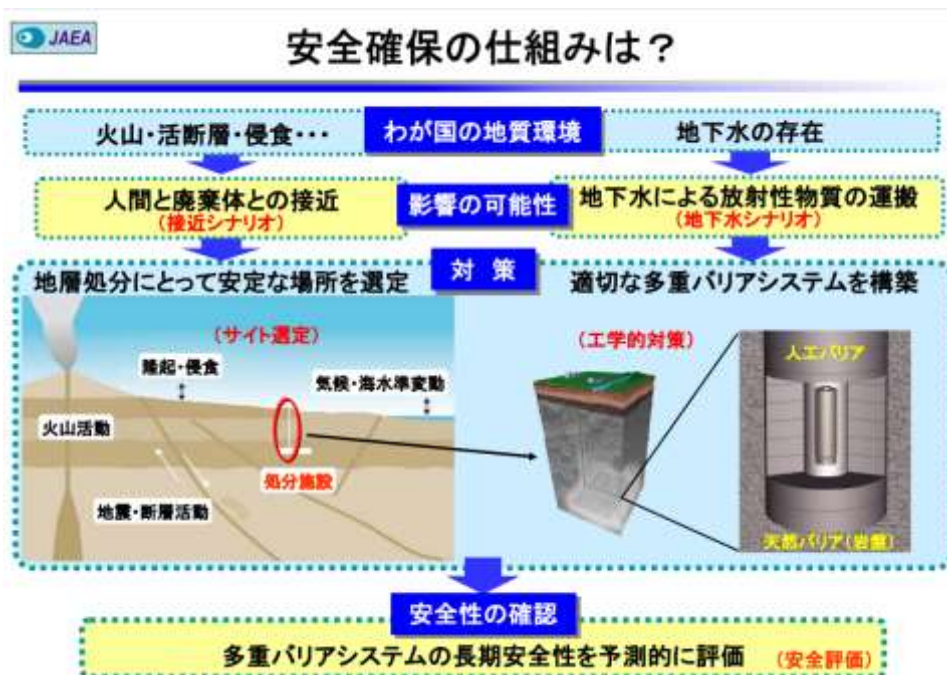 JAEA
安全確保の仕組みは？
火山・活断層・侵食・・・
わが国の地質環境
地下水の存在
人間と廃棄体との接近
(接近シナリオ)
影響の可能性
地下水による放射性物質の運搬
(地下水シナリオ)
対 策
地層処分にとって安定な場所を選定
適切な多重バリアシステムを構築
(サイト選定)
隆起・侵食
気候・海水準変動
火山活動
処分施設
地震・断層活動
(工学的対策)
人工バリア
天然バリア(岩盤)
安全性の確認
多重バリアシステムの長期安全性を予測的に評価 (安全評価)